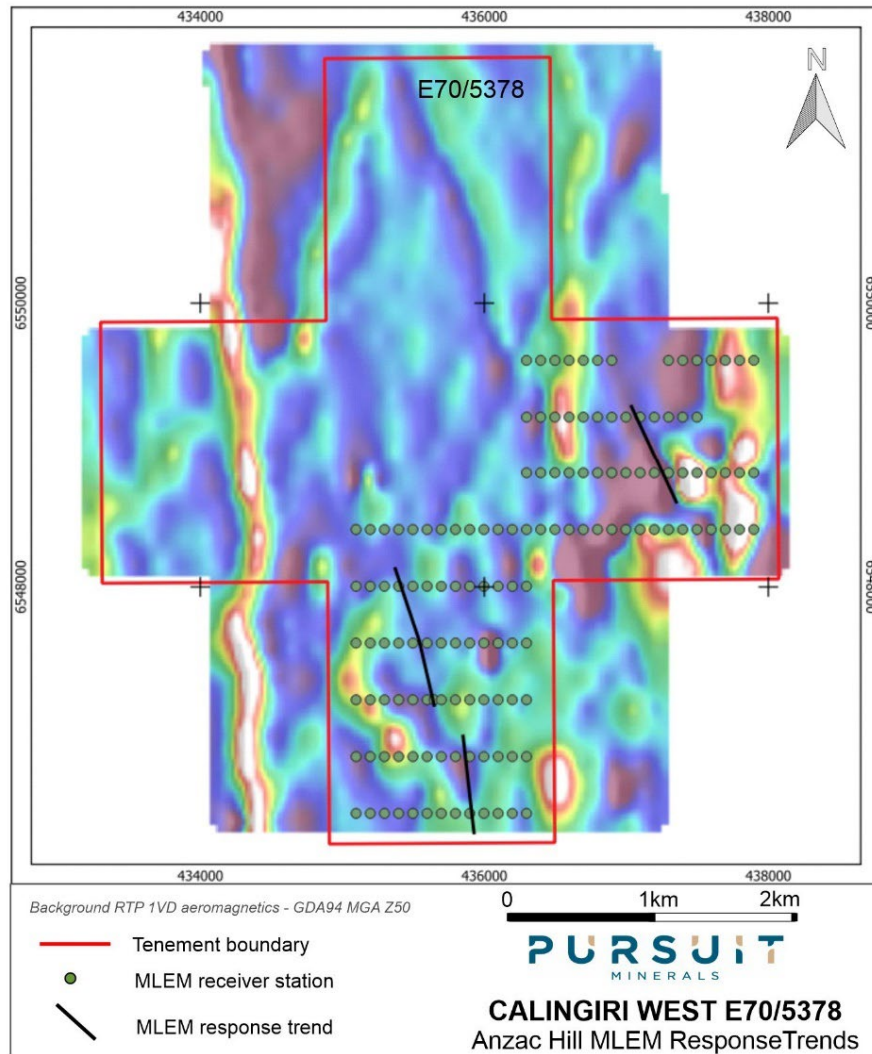 434000 436000 438000
E70/5378
N
6550000 6550000
6548000 6548000
434000 436000 438000
Background RTP 1VD aeromagnetics - GDA94 MGA Z50
0 1km 2km
Tenement boundary
MLEM receiver station
MLEM response trend
PURSUIT
MINERALS
CALINGIRI WEST E70/5378
Anzac Hill MLEM ResponseTrends